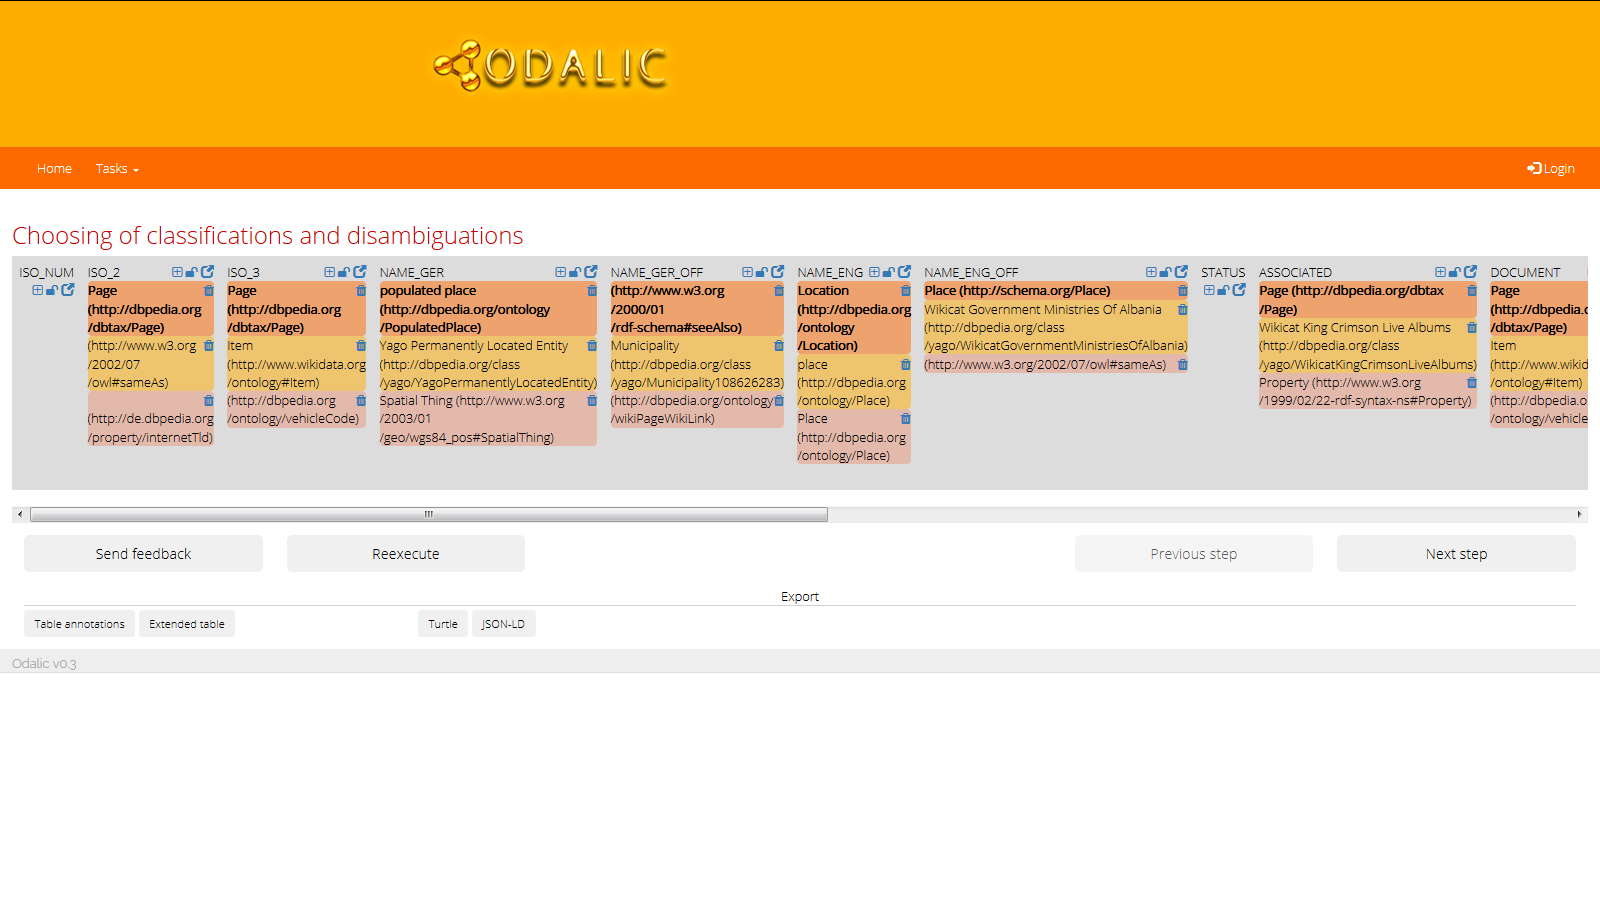 ODALIC
Home Tasks Login
Choosing of classifications and disambiguations
ISO_NUM
ISO_2
Page
(http://dbpedia.org
/dbtax/Page)
(http://www.w3.org
/2002/07
/owl#sameAs)
(http://de.dbpedia.org
/property/internetTld)
ISO_3
Page
(http://dbpedia.org
/dbtax/Page)
Item
(http://www.wikidata.org
/ontology#Item)
(http://dbpedia.org
/ontology/vehicleCode)
NAME_GER
populated place
(http://dbpedia.org/ontology
/PopulatedPlace)
Yago Permanently Located Entity
(http://dbpedia.org/class
/yago/YagoPermanentlyLocatedEntity)
Spatial Thing (http://www.w3.org
/2003/01
/geo/wgs84_pos#SpatialThing)
NAME_GER_OFF
(http://www.w3.org
/2000/01
/rdf-schema#seeAlso)
Municipality
(http://dbpedia.org/class
/yago/Municipality108626283)
(http://dbpedia.org/ontology
/wikiPageWikiLink)
NAME_ENG
Location
(http://dbpedia.org
/ontology
/Location)
place
(http://dbpedia.org
/ontology/Place)
Place
(http://dbpedia.org
/ontology/Place)
NAME_ENG_OFF
Place (http://schema.org/Place)
Wikicat Government Ministries Of Albania
(http://dbpedia.org/class
/yago/WikicatGovernmentMinistriesOfAlbania)
(http://www.w3.org/2002/07/owl#sameAs)
STATUS
ASSOCIATED
Page (http://dbpedia.org/dbtax
/Page)
Wikicat King Crimson Live Albums
(http://dbpedia.org/class
/yago/WikicatKingCrimsonLiveAlbums)
Property (http://www.w3.org
/1999/02/22-rdf-syntax-ns#Property)
DOCUMENT
Page
(http://dbpedia.o
/dbtax/Page)
Item
(http://www.wikid
/ontology#Item)
(http://dbpedia.o
/ontology/vehicle
Send feedback Reexecute Previous step Next step
Export
Table annotations Extended table Turtle JSON-LD
Odalic v0.3